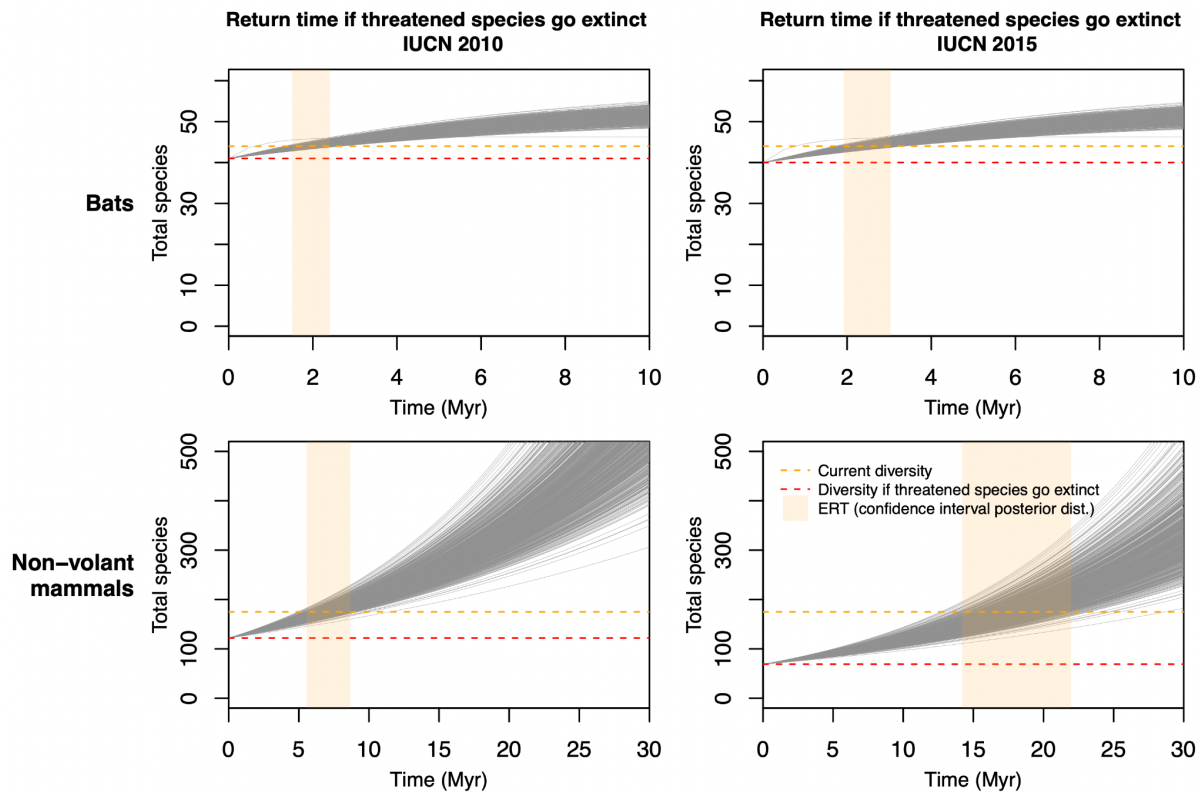 Return time if threatened species go extinct
IUCN 2010
Return time if threatened species go extinct
IUCN 2015
Bats
Total species
0 10 30 50
0 2 4 6 8 10
Time (Myr)
Total species
0 10 30 50
0 2 4 6 8 10
Time (Myr)
Non−volant
mammals
Total species
0 100 300 500
0 5 10 15 20 25 30
Time (Myr)
Total species
0 100 300 500
Current diversity
Diversity if threatened species go extinct
ERT (confidence interval posterior dist.)
0 5 10 15 20 25 30
Time (Myr)